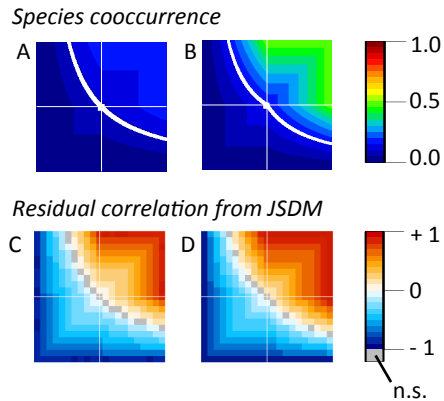 Species cooccurrence
A
B
1.0
0.5
0.0
Residual correlation from JSDM
C
D
+ 1
0
- 1
n.s.